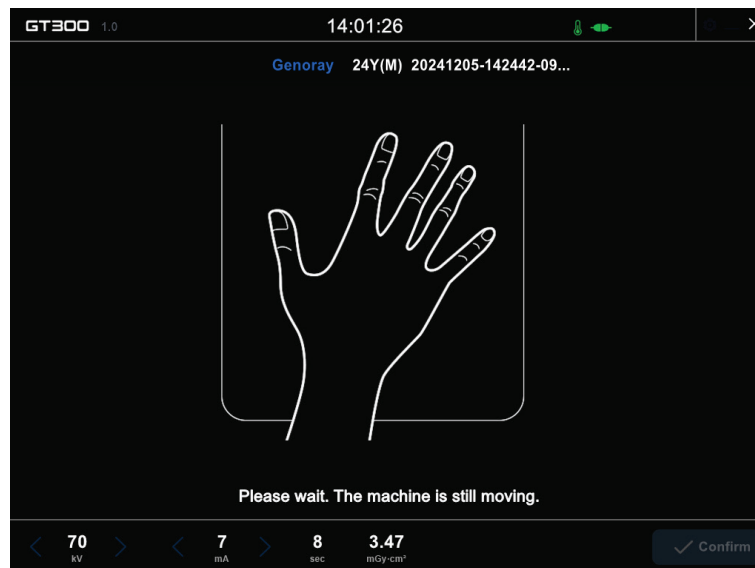 GT300 1.0 14:01:26
Genoray 24Y(M) 20241205-142442-09...
Please wait. The machine is still moving.
70 7 8 3.47
kV mA sec mGy·cm²
Confirm